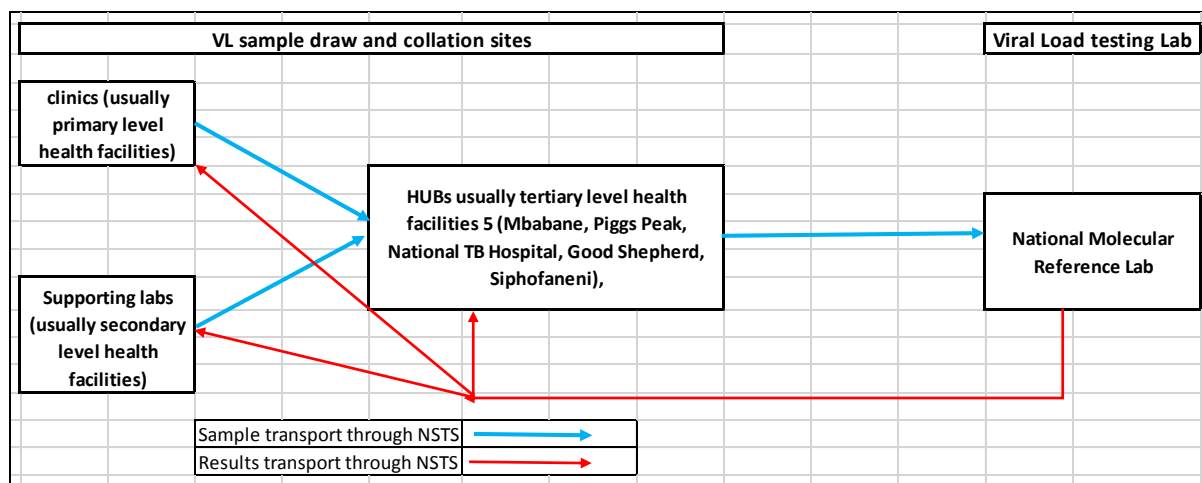 VL sample draw and collation sites
Viral Load testing Lab
clinics (usually
primary level
health facilities)
HUBs usually tertiary level health
facilities 5 (Mbabane, Piggs Peak,
National TB Hospital, Good Shepherd,
Siphofaneni),
National Molecular
Reference Lab
Supporting labs
(usually secondary
level health
facilities)
Sample transport through NSTS
Results transport through NSTS